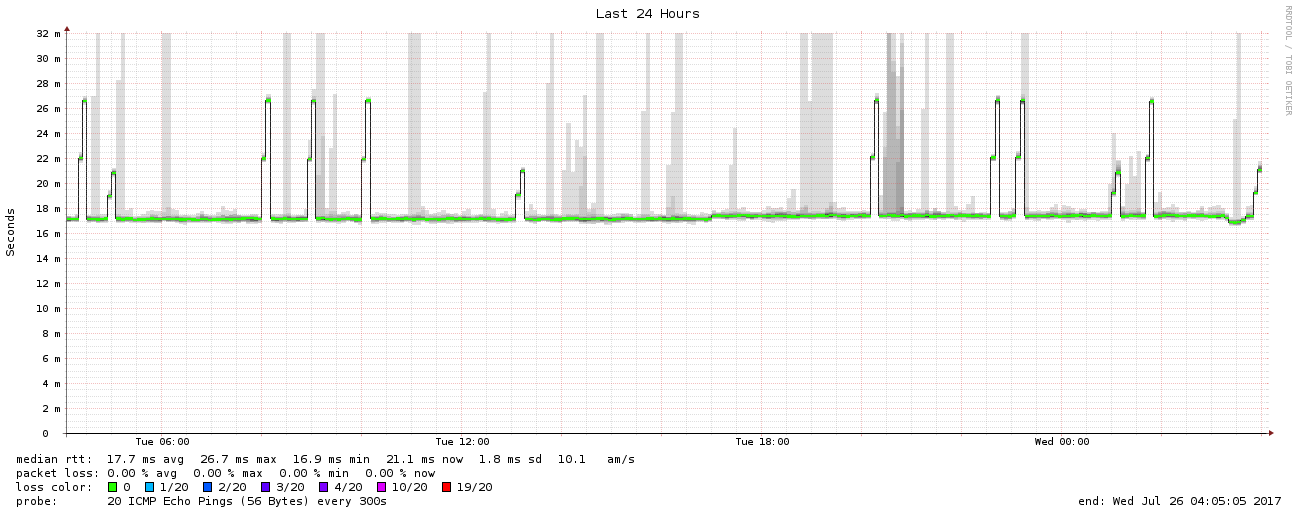 Last 24 Hours
RRDTOOL / TOBI OETIKER
Seconds
32 m
30 m
28 m
26 m
24 m
22 m
20 m
18 m
16 m
14 m
12 m
10 m
8 m
6 m
4 m
2 m
0
Tue 06:00 Tue 12:00 Tue 18:00 Wed 00:00
median rtt: 17.7 ms avg 26.7 ms max 16.9 ms min 21.1 ms now 1.8 ms sd 10.1 am/s
packet loss: 0.00 % avg 0.00 % max 0.00 % min 0.00 % now
loss color: 0 1/20 2/20 3/20 4/20 10/20 19/20
probe: 20 ICMP Echo Pings (56 Bytes) every 300s end: Wed Jul 26 04:05:05 2017